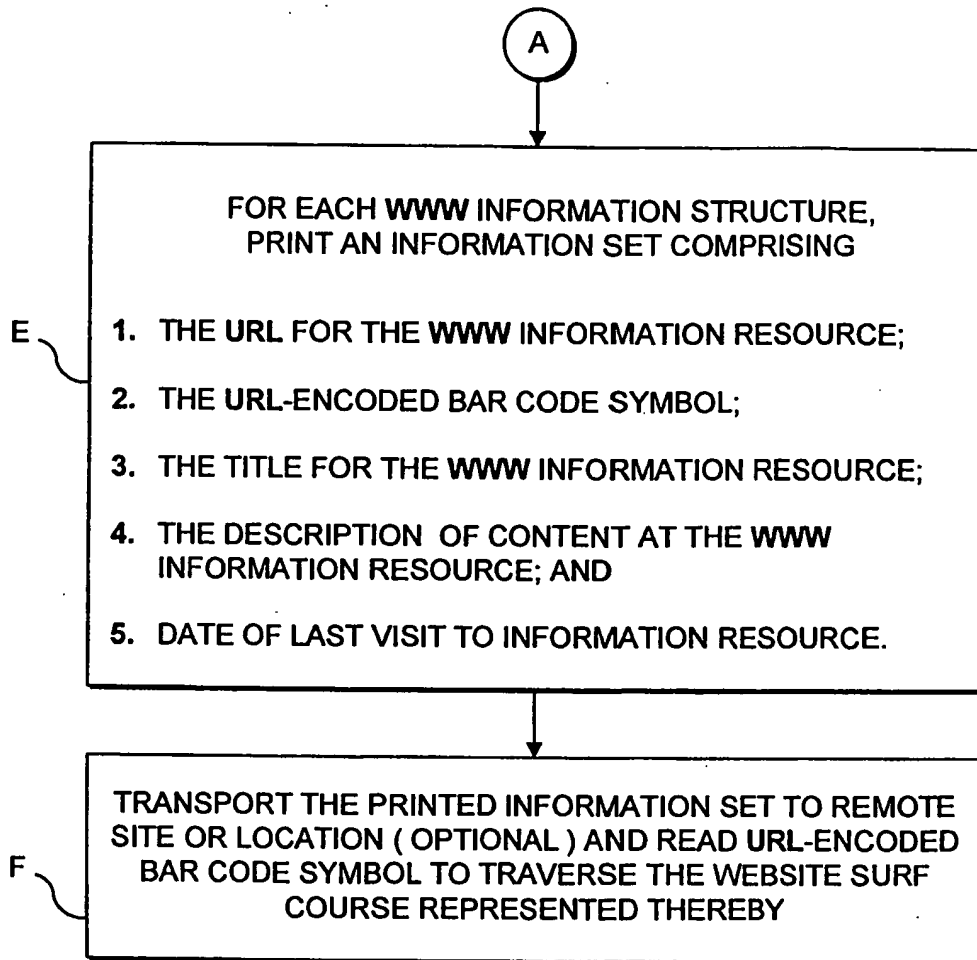 A
FOR EACH WWW INFORMATION STRUCTURE,
PRINT AN INFORMATION SET COMPRISING
E
1. THE URL FOR THE WWW INFORMATION RESOURCE;
2. THE URL-ENCODED BAR CODE SYMBOL;
3. THE TITLE FOR THE WWW INFORMATION RESOURCE;
4. THE DESCRIPTION OF CONTENT AT THE WWW
INFORMATION RESOURCE; AND
5. DATE OF LAST VISIT TO INFORMATION RESOURCE.
TRANSPORT THE PRINTED INFORMATION SET TO REMOTE
SITE OR LOCATION ( OPTIONAL ) AND READ URL-ENCODED
F
BAR CODE SYMBOL TO TRAVERSE THE WEBSITE SURF
COURSE REPRESENTED THEREBY